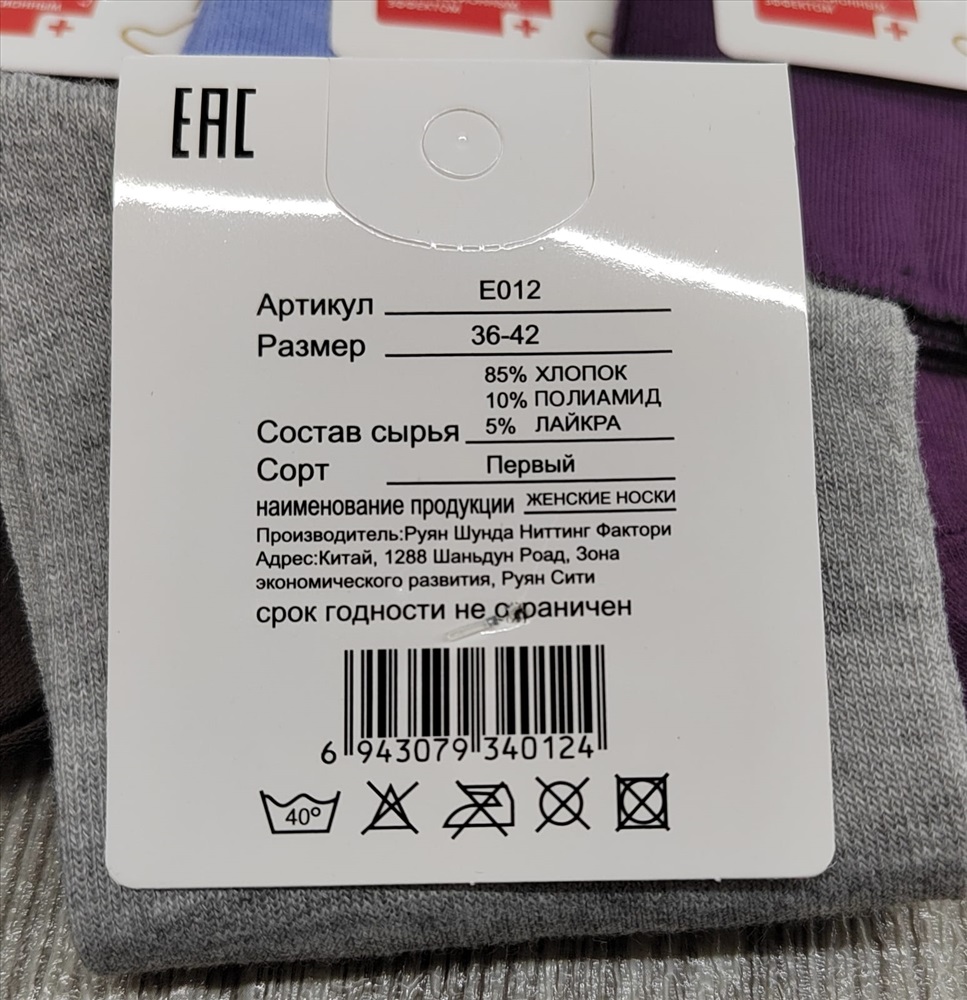 ЭФФЕКТОМ
ЭФФЕКТОМ
EAC
Артикул E012
Размер 36-42
85% ХЛОПОК
10% ПОЛИАМИД
Состав сырья 5% ЛАЙКРА
Сорт Первый
наименование продукции ЖЕНСКИЕ НОСКИ
Производитель:Руян Шунда Ниттинг Фактори
Адрес:Китай, 1288 Шаньдун Роад, Зона
экономического развития, Руян Сити
срок годности не ограничен
6 943079 340124
40°